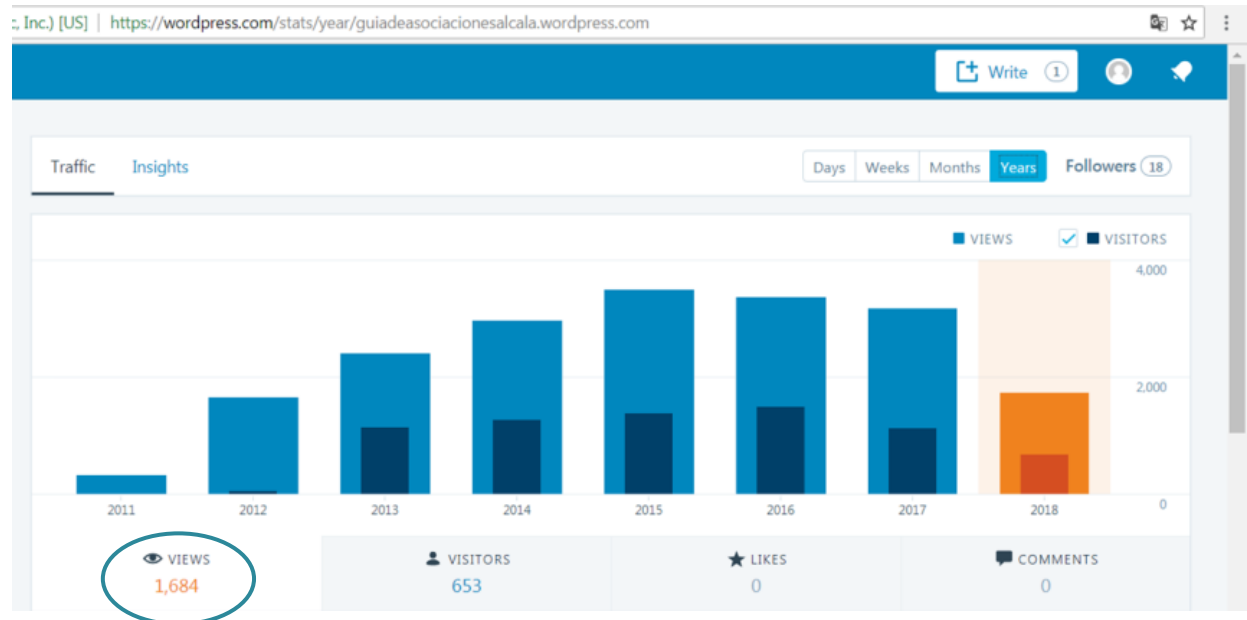 , Inc.) [US] | https://wordpress.com/stats/year/guiadeasociacionesalcala.wordpress.com
Write 1
Traffic Insights Days Weeks Months Years Followers 18
VIEWS VISITORS
4,000
2,000
0
2011 2012 2013 2014 2015 2016 2017 2018
VIEWS VISITORS LIKES COMMENTS
1,684 653 0 0